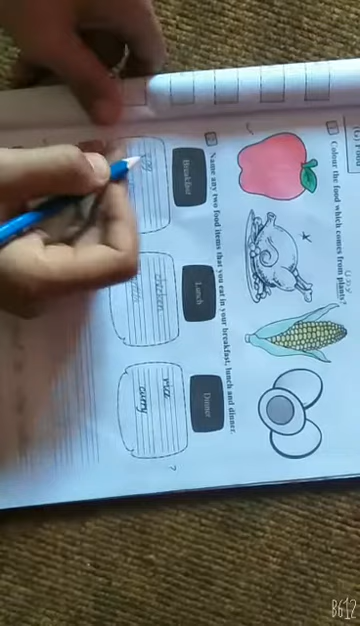 Colour the food which comes from plants?
Name any two food items that you eat in your breakfast, lunch and dinner.
Breakfast
Lunch
Dinner
chicken
rice
curry
B612